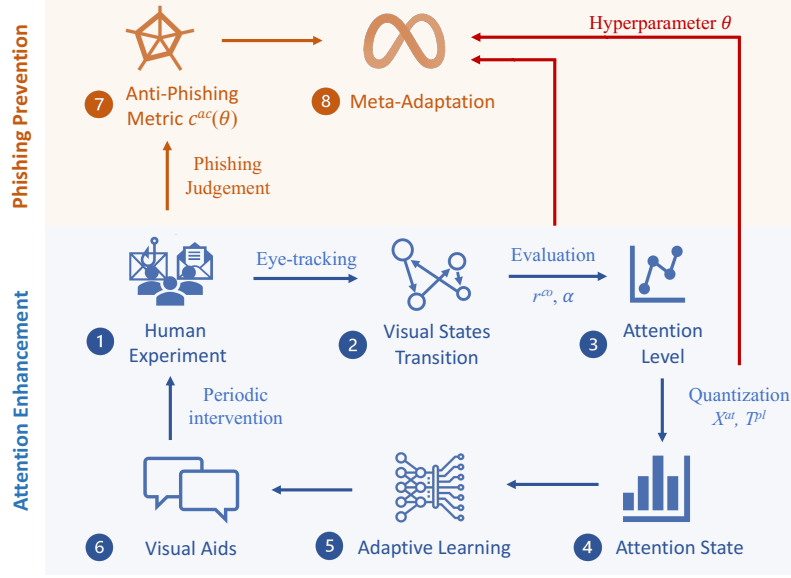 Phishing Prevention
Hyperparameter θ
7
Anti-Phishing
Metric c^{ac}(θ)
8
Meta-Adaptation
Phishing
Judgement
Attention Enhancement
Eye-tracking
Evaluation
r^{co}, α
1
Human
Experiment
2
Visual States
Transition
3
Attention
Level
Periodic
intervention
Quantization
X^{at}, T^{pl}
6
Visual Aids
5
Adaptive Learning
4
Attention State